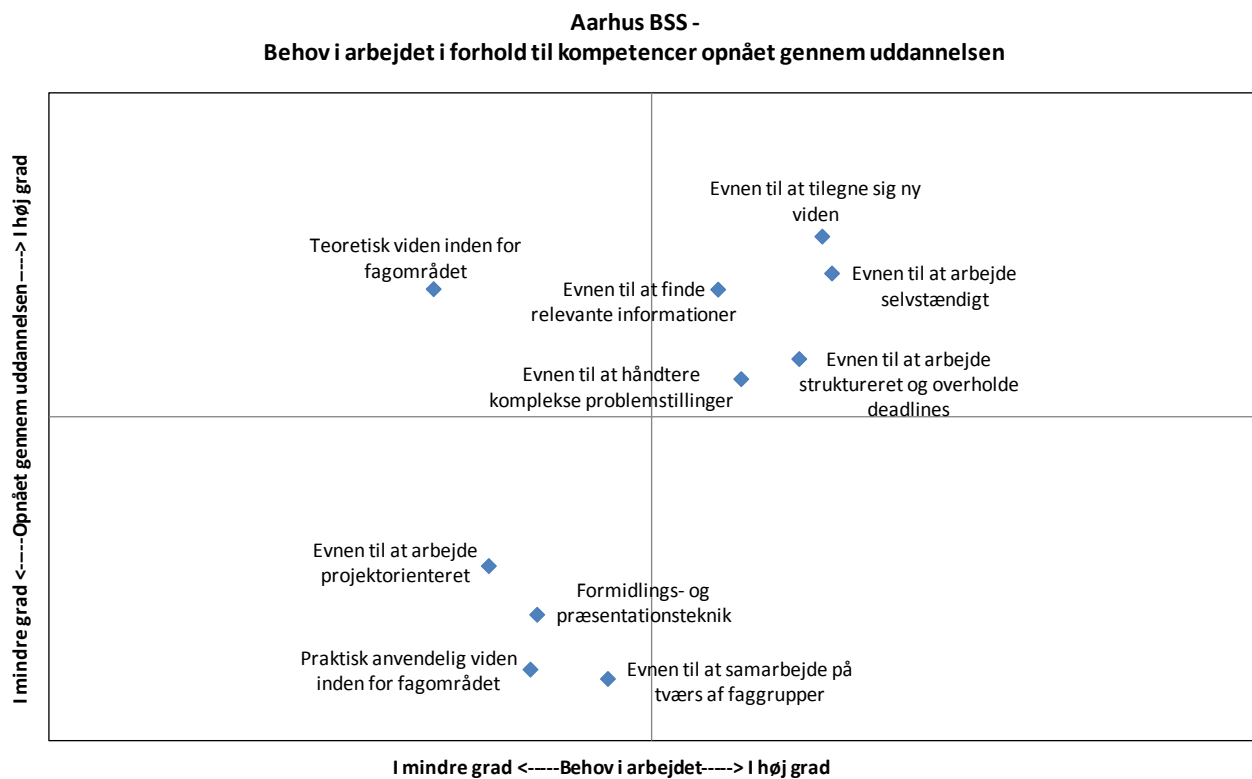 Aarhus BSS -
Behov i arbejdet i forhold til kompetencer opnået gennem uddannelsen
I mindre grad <-----Opnået gennem uddannelsen-----> I høj grad
Evnen til at tilegne sig ny
viden
Teoretisk viden inden for
fagområdet
Evnen til at finde
relevante informationer
Evnen til at arbejde
selvstændigt
Evnen til at håndtere
komplekse problemstillinger
Evnen til at arbejde
struktureret og overholde
deadlines
Evnen til at arbejde
projektorienteret
Formidlings- og
præsentationsteknik
Praktisk anvendelig viden
inden for fagområdet
Evnen til at samarbejde på
tværs af faggrupper
I mindre grad <-----Behov i arbejdet-----> I høj grad